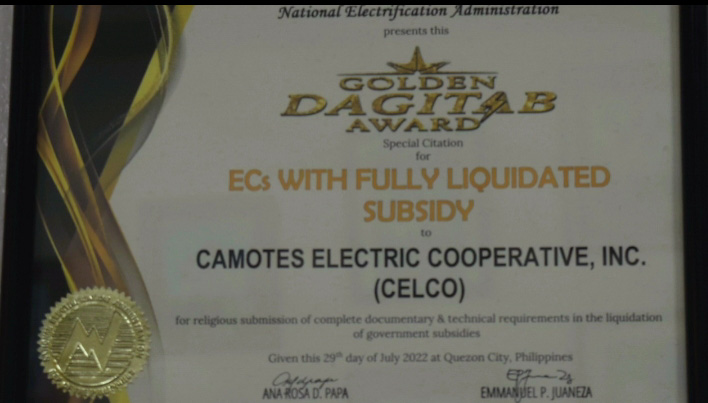 National Electrification Administration
presents this
GOLDEN
DAGITAB
AWARD
Special Citation
for
ECs WITH FULLY LIQUIDATED
SUBSIDY
to
CAMOTES ELECTRIC COOPERATIVE, INC.
(CELCO)
for religious submission of complete documentary & technical requirements in the liquidation
of government subsidies
Given this 29th day of July 2022 at Quezon City, Philippines
ANA ROSA D. PAPA EMMANUEL P. JUANEZA